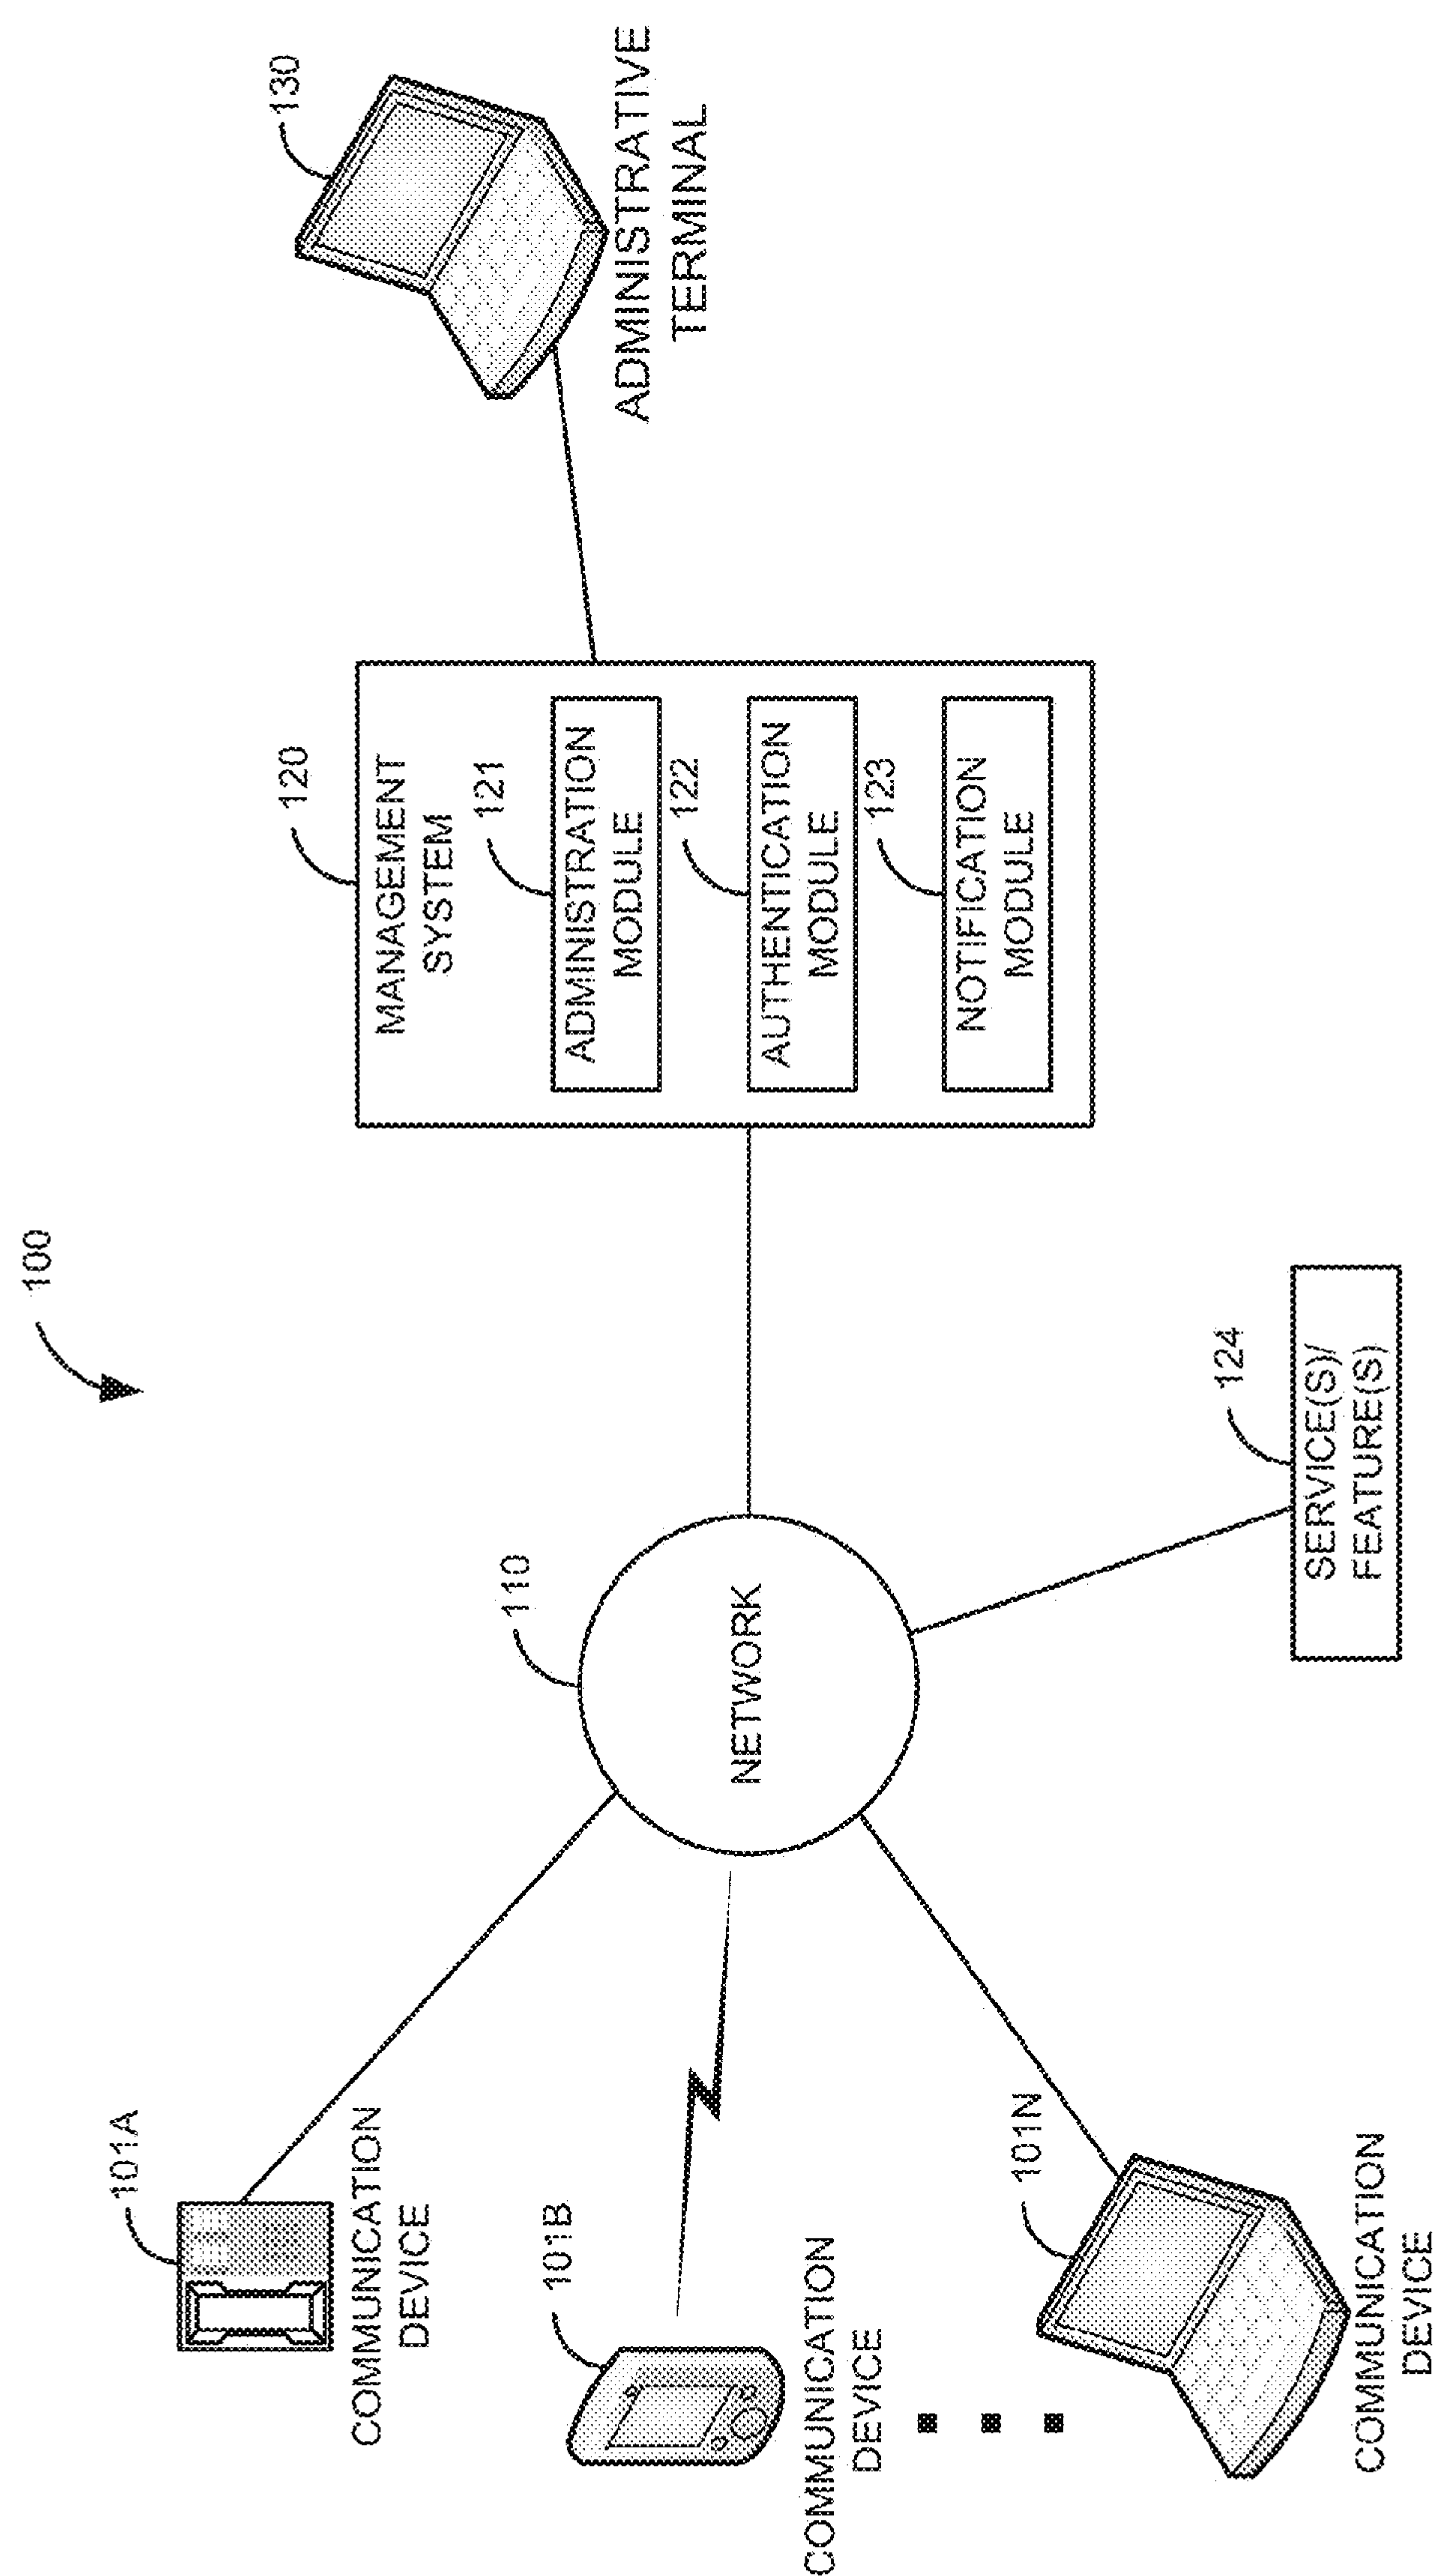 100
101A
COMMUNICATION
DEVICE
101B
COMMUNICATION
DEVICE
101N
COMMUNICATION
DEVICE
110
NETWORK
124
SERVICE(S)/
FEATURE(S)
120
MANAGEMENT
SYSTEM
121
ADMINISTRATION
MODULE
122
AUTHENTICATION
MODULE
123
NOTIFICATION
MODULE
130
ADMINISTRATIVE
TERMINAL